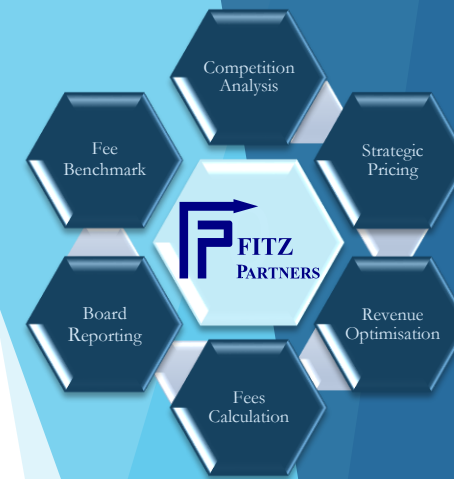 Competition
Analysis
Fee
Benchmark
Strategic
Pricing
FITZ
PARTNERS
Board
Reporting
Revenue
Optimisation
Fees
Calculation